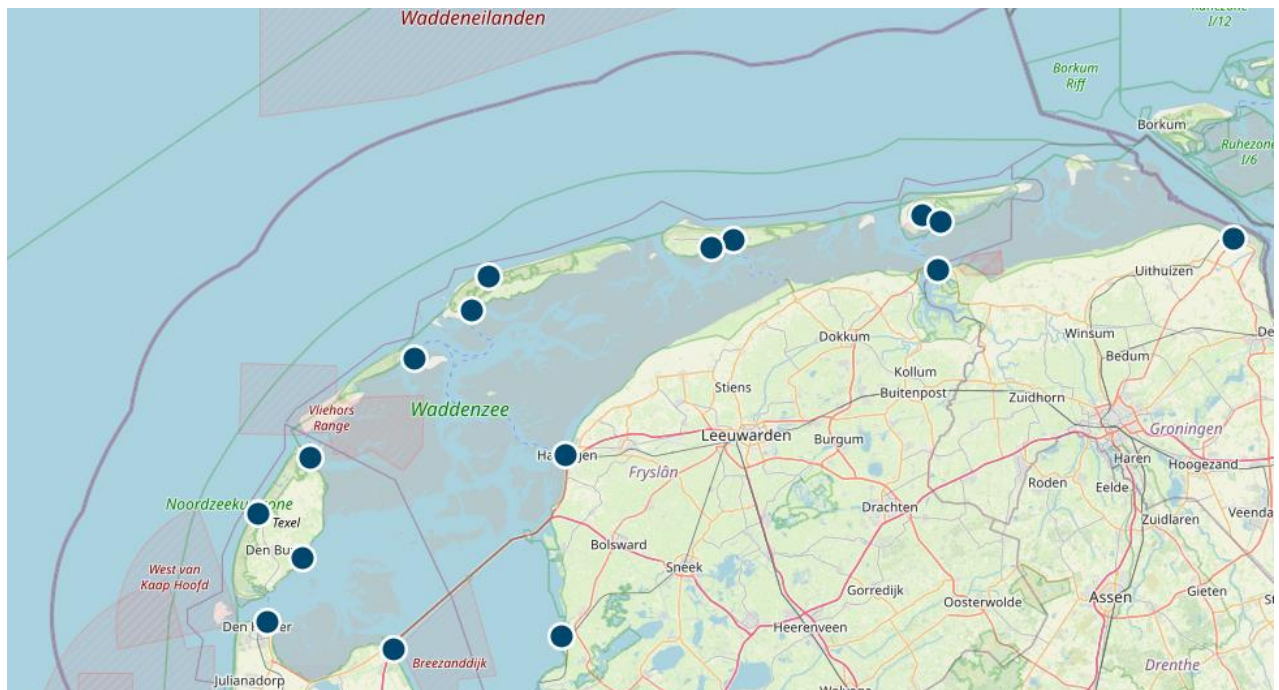 Waddeneilanden
I/12
Borkum
Riff
Borkum
Ruhezone
I/6
Uithuizen
Dokkum
Winsum
Bedum
Kollum
Buitenpost
Stiens
Zuidhorn
Waddenzee
Vliehors
Range
Leeuwarden
Burgum
Groningen
Haren
Hoogezand
Fryslân
Roden
Eelde
Drachten
Texel
Zuidlaren
Bolsward
West van
Kaap Hoofd
Sneek
Gorredijk
Oosterwolde
Assen
Gieten
Heerenveen
Breezanddijk
Julianadorp
Drenthe